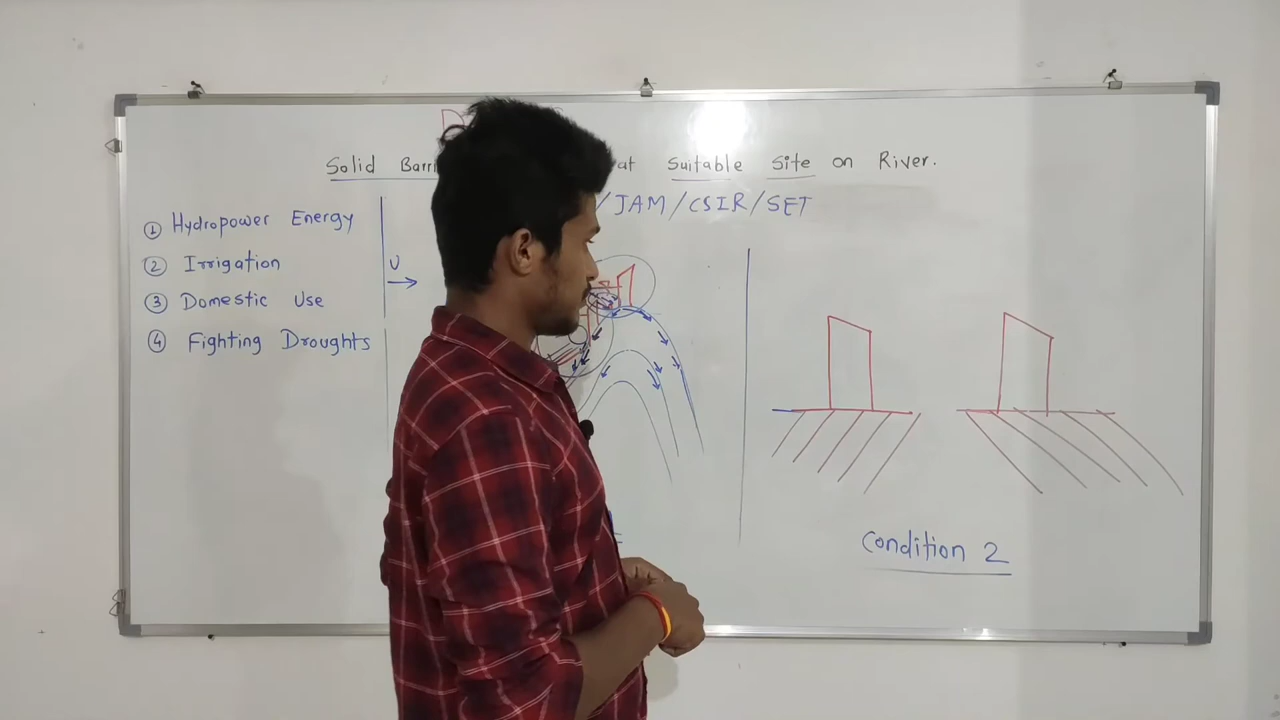 Solid Barri at Suitable Site on River.
/JAM/CSIR/SET
① Hydropower Energy
② Irrigation
③ Domestic Use
④ Fighting Droughts
U
Condition 2